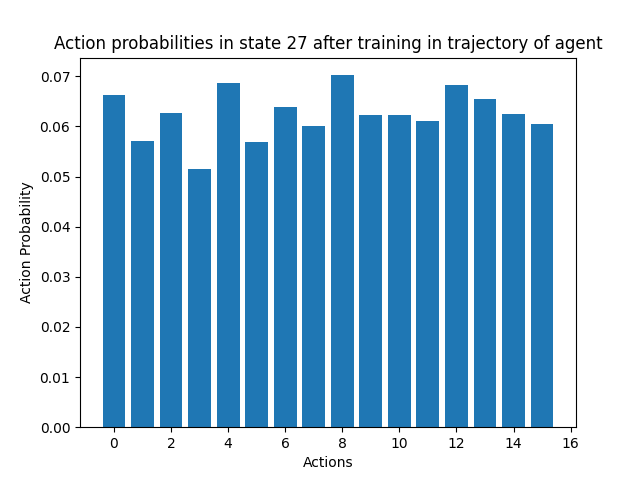 Action probabilities in state 27 after training in trajectory of agent
0.07
0.06
0.05
0.04
0.03
0.02
0.01
0.00
Action Probability
0 2 4 6 8 10 12 14 16
Actions